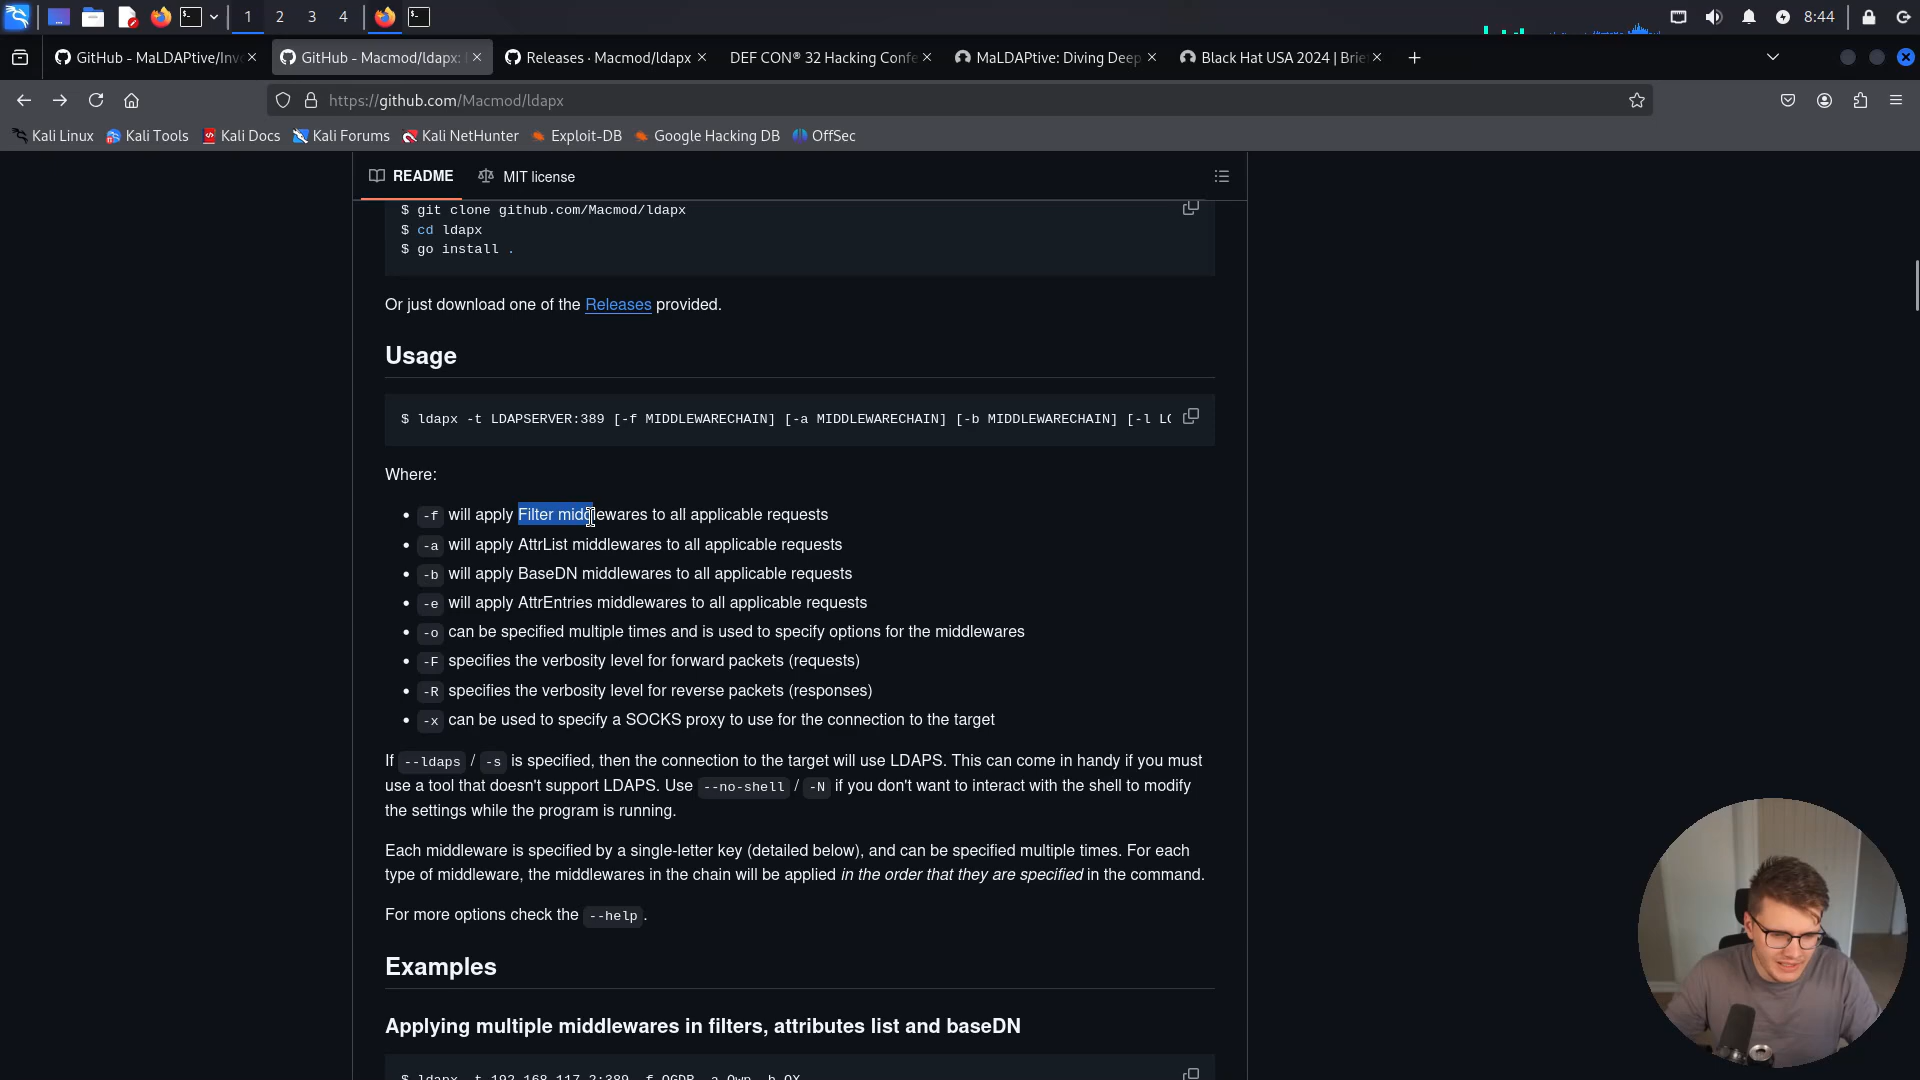 1 2 3 4 8:44
GitHub - MaLDAPtive/Inv GitHub - Macmod/ldapx: Releases · Macmod/ldapx DEF CON® 32 Hacking Confe MaLDAPtive: Diving Deep Black Hat USA 2024 | Brie
https://github.com/Macmod/ldapx
Kali Linux Kali Tools Kali Docs Kali Forums Kali NetHunter Exploit-DB Google Hacking DB OffSec
README MIT license
$ git clone github.com/Macmod/ldapx
$ cd ldapx
$ go install .
Or just download one of the Releases provided.
Usage
$ ldapx -t LDAPSERVER:389 [-f MIDDLEWARECHAIN] [-a MIDDLEWARECHAIN] [-b MIDDLEWARECHAIN] [-l LO
Where:
• -f will apply Filter middlewares to all applicable requests
• -a will apply AttrList middlewares to all applicable requests
• -b will apply BaseDN middlewares to all applicable requests
• -e will apply AttrEntries middlewares to all applicable requests
• -o can be specified multiple times and is used to specify options for the middlewares
• -F specifies the verbosity level for forward packets (requests)
• -R specifies the verbosity level for reverse packets (responses)
• -x can be used to specify a SOCKS proxy to use for the connection to the target
If --ldaps / -s is specified, then the connection to the target will use LDAPS. This can come in handy if you must
use a tool that doesn't support LDAPS. Use --no-shell / -N if you don't want to interact with the shell to modify
the settings while the program is running.
Each middleware is specified by a single-letter key (detailed below), and can be specified multiple times. For each
type of middleware, the middlewares in the chain will be applied in the order that they are specified in the command.
For more options check the --help.
Examples
Applying multiple middlewares in filters, attributes list and baseDN
$ ldapx -t 192.168.117.2:389 -f OGDR -a Own -b OX